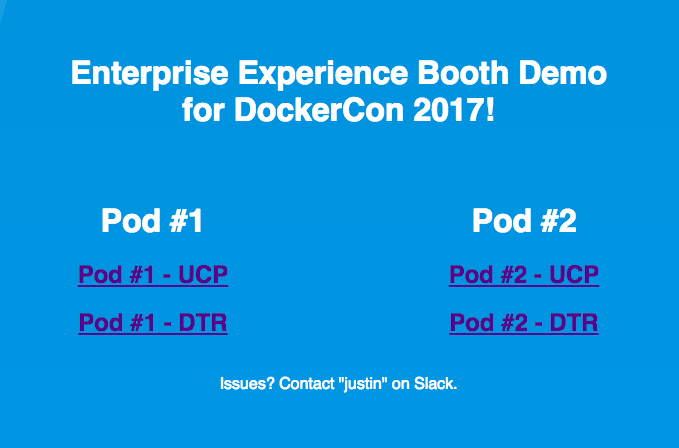 Enterprise Experience Booth Demo
for DockerCon 2017!
Pod #1
Pod #1 - UCP
Pod #1 - DTR
Pod #2
Pod #2 - UCP
Pod #2 - DTR
Issues? Contact "justin" on Slack.